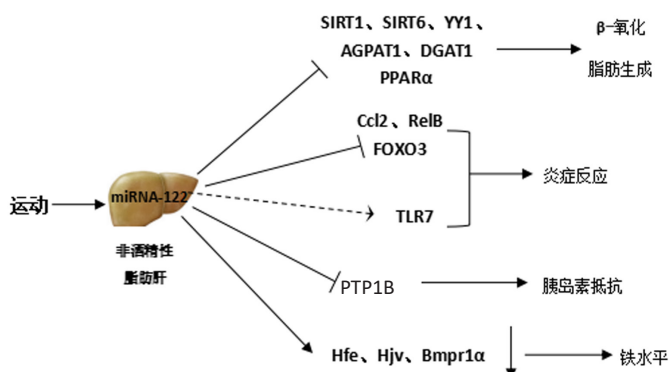 SIRT1、SIRT6、YY1、
AGPAT1、DGAT1
PPARα
β-氧化
脂肪生成
Ccl2、RelB
FOXO3
TLR7
炎症反应
运动
miRNA-122
非酒精性
脂肪肝
PTP1B
胰岛素抵抗
Hfe、Hjv、Bmpr1α
铁水平